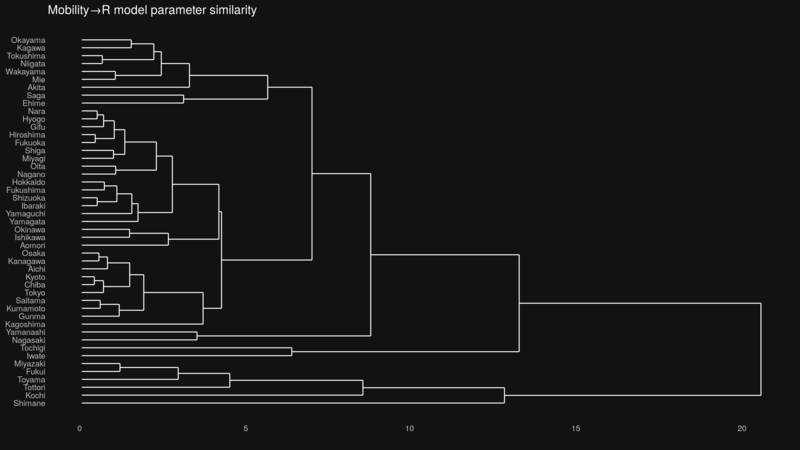 Mobility→R model parameter similarity
Okayama
Kagawa
Tokushima
Niigata
Wakayama
Mie
Akita
Saga
Ehime
Nara
Hyogo
Gifu
Hiroshima
Fukuoka
Shiga
Miyagi
Oita
Nagano
Hokkaido
Fukushima
Shizuoka
Ibaraki
Yamaguchi
Yamagata
Okinawa
Ishikawa
Aomori
Osaka
Kanagawa
Aichi
Kyoto
Chiba
Tokyo
Saitama
Kumamoto
Gunma
Kagoshima
Yamanashi
Nagasaki
Tochigi
Iwate
Miyazaki
Fukui
Toyama
Tottori
Kochi
Shimane
0 5 10 15 20